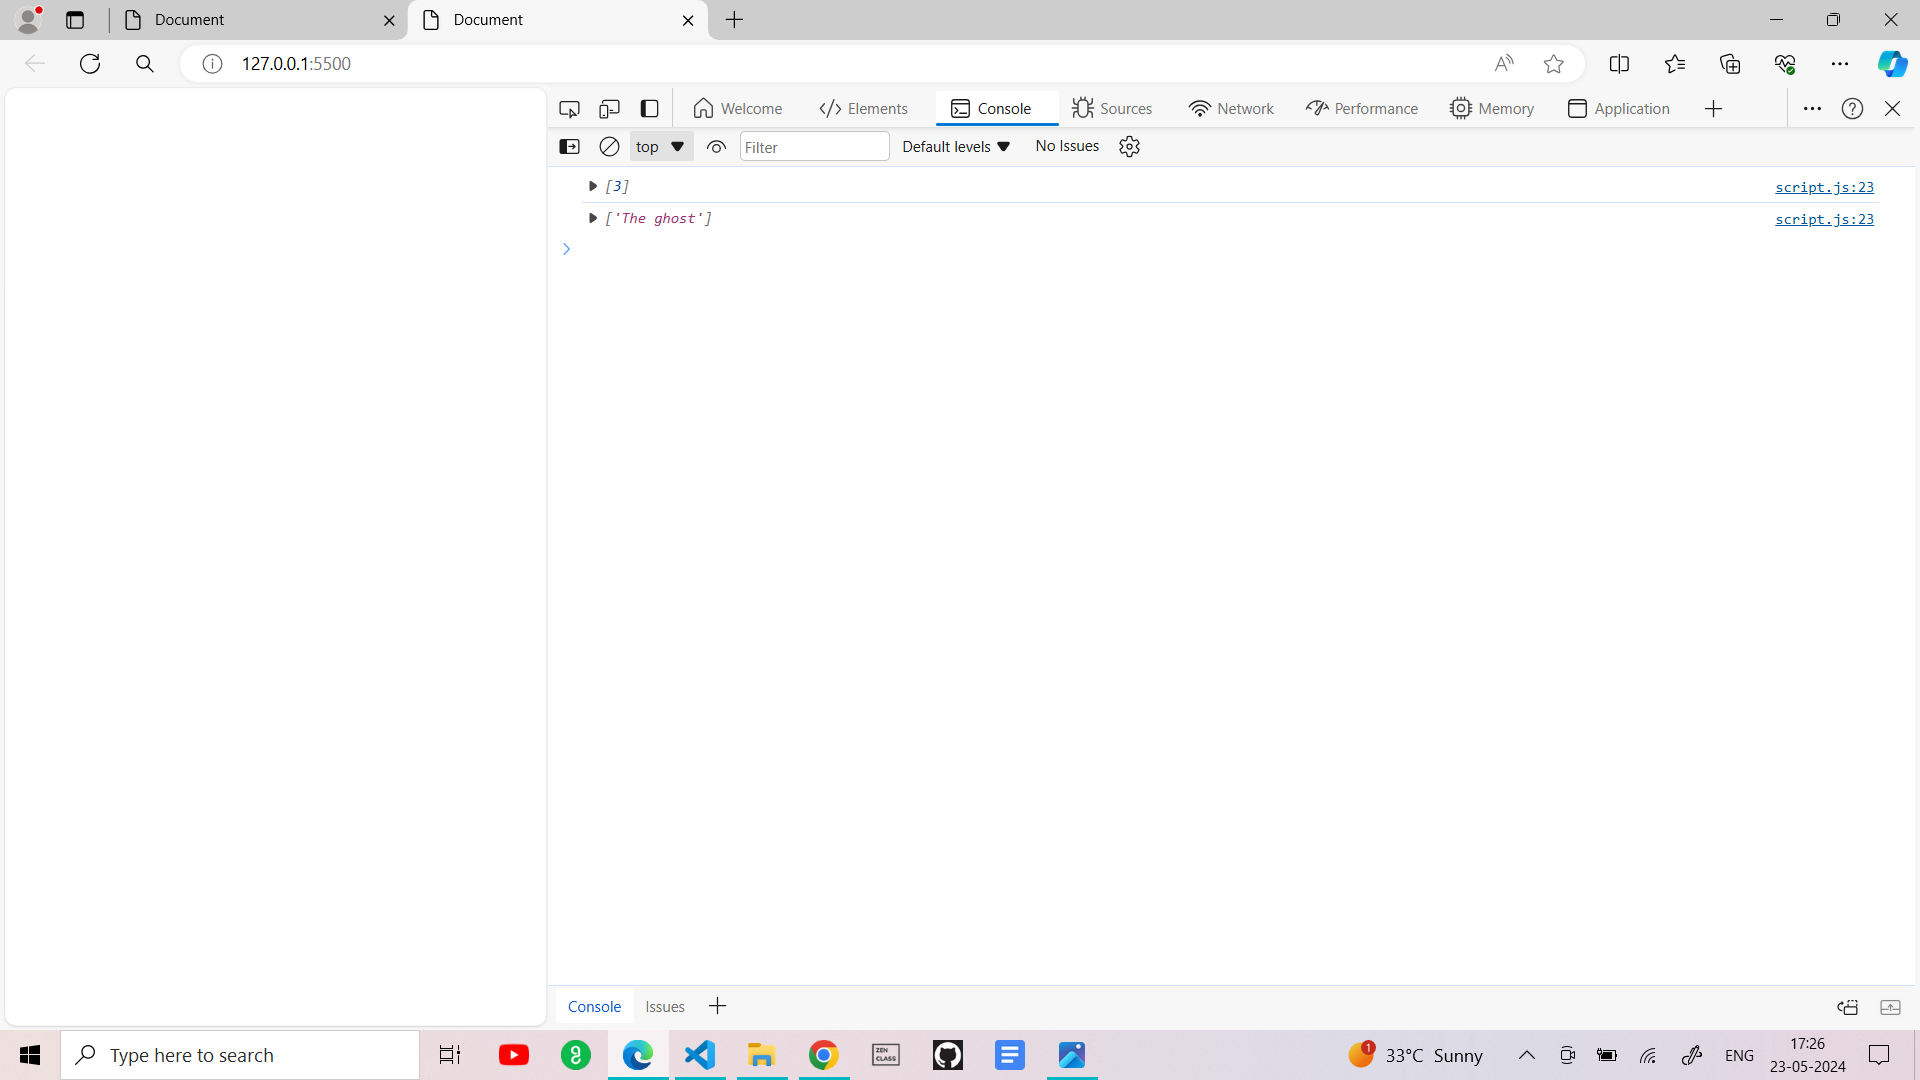 Document
Document
127.0.0.1:5500
Welcome
Elements
Console
Sources
Network
Performance
Memory
Application
top
Filter
Default levels
No Issues
[3]
script.js:23
['The ghost']
script.js:23
Console
Issues
Type here to search
ZEN
CLASS
1
33°C Sunny
ENG
17:26
23-05-2024